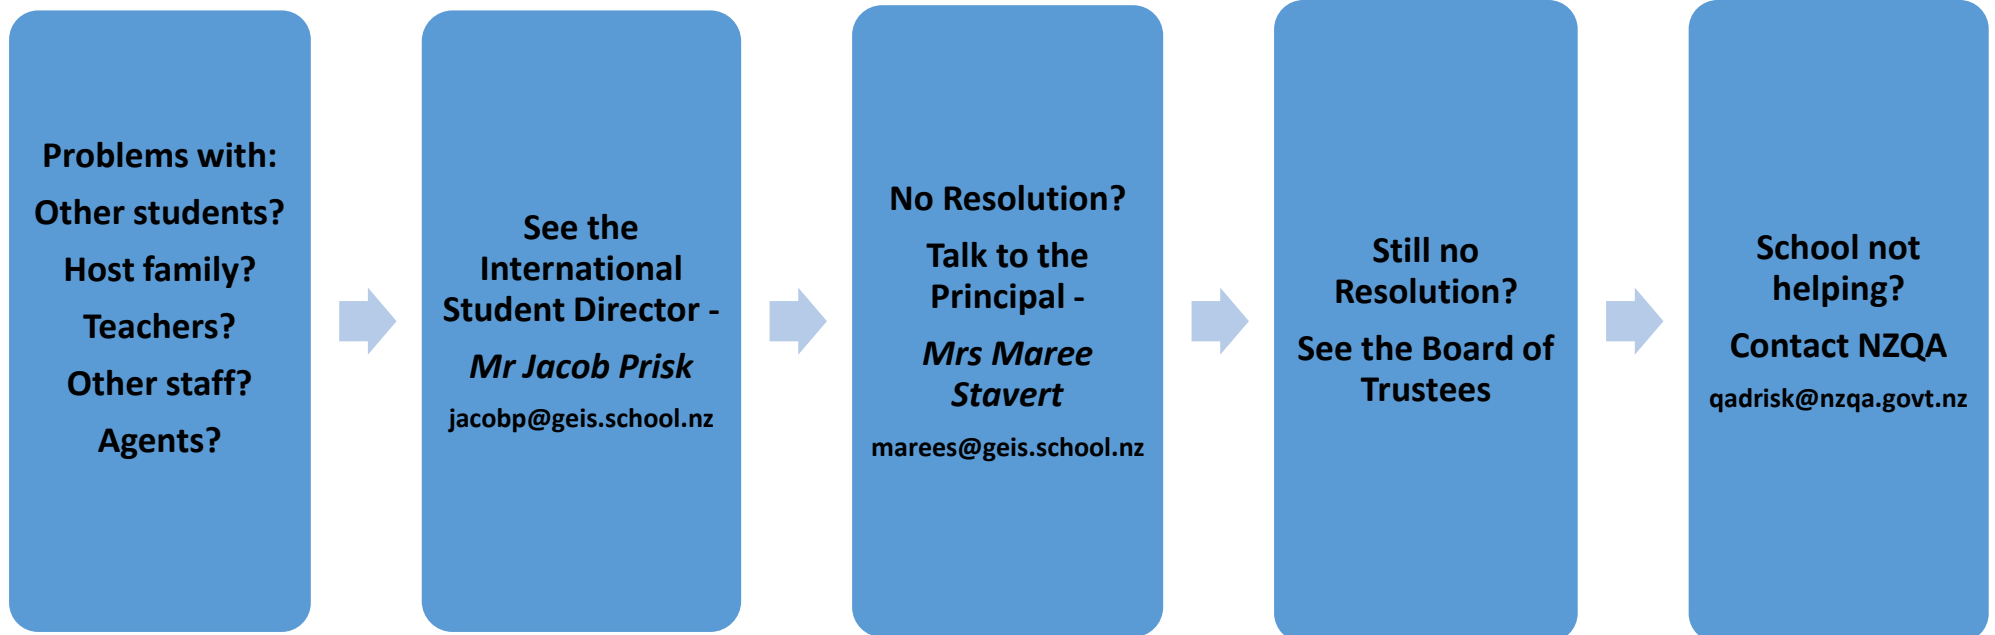 Problems with:
Other students?
Host family?
Teachers?
Other staff?
Agents?
See the
International
Student Director -
Mr Jacob Prisk
jacobp@geis.school.nz
No Resolution?
Talk to the
Principal -
Mrs Maree
Stavert
marees@geis.school.nz
Still no
Resolution?
See the Board of
Trustees
School not
helping?
Contact NZQA
qadrisk@nzqa.govt.nz